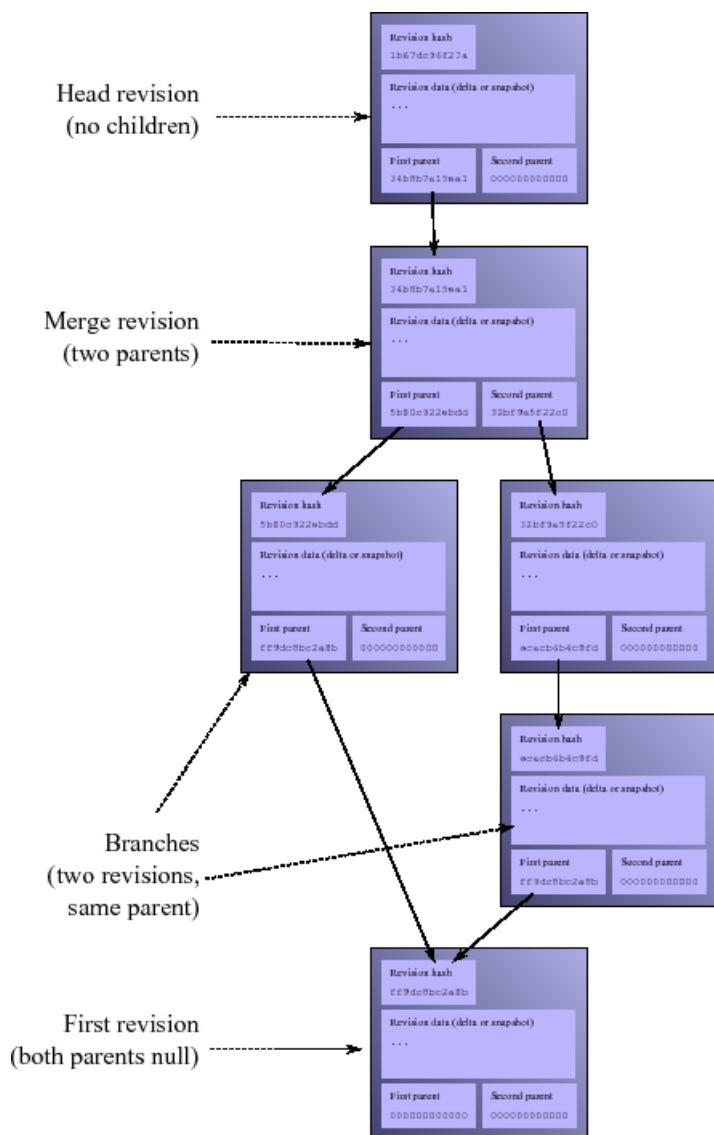 Revision hash
1b67dc96f27a
Head revision
(no children)
Revision data (delta or snapshot)
...
First parent
34b8b7a15ea1
Second parent
000000000000
Revision hash
34b8b7a15ea1
Merge revision
(two parents)
Revision data (delta or snapshot)
...
First parent
5b80c922ebdd
Second parent
32bf9a5f22c0
Revision hash
5b80c922ebdd
Revision data (delta or snapshot)
...
First parent
ff9dc8bc2a8b
Second parent
000000000000
Revision hash
32bf9a5f22c0
Revision data (delta or snapshot)
...
First parent
ecacb6b4c9fd
Second parent
000000000000
Revision hash
ecacb6b4c9fd
Revision data (delta or snapshot)
...
First parent
ff9dc8bc2a8b
Second parent
000000000000
Branches
(two revisions,
same parent)
Revision hash
ff9dc8bc2a8b
First revision
(both parents null)
Revision data (delta or snapshot)
...
First parent
000000000000
Second parent
000000000000